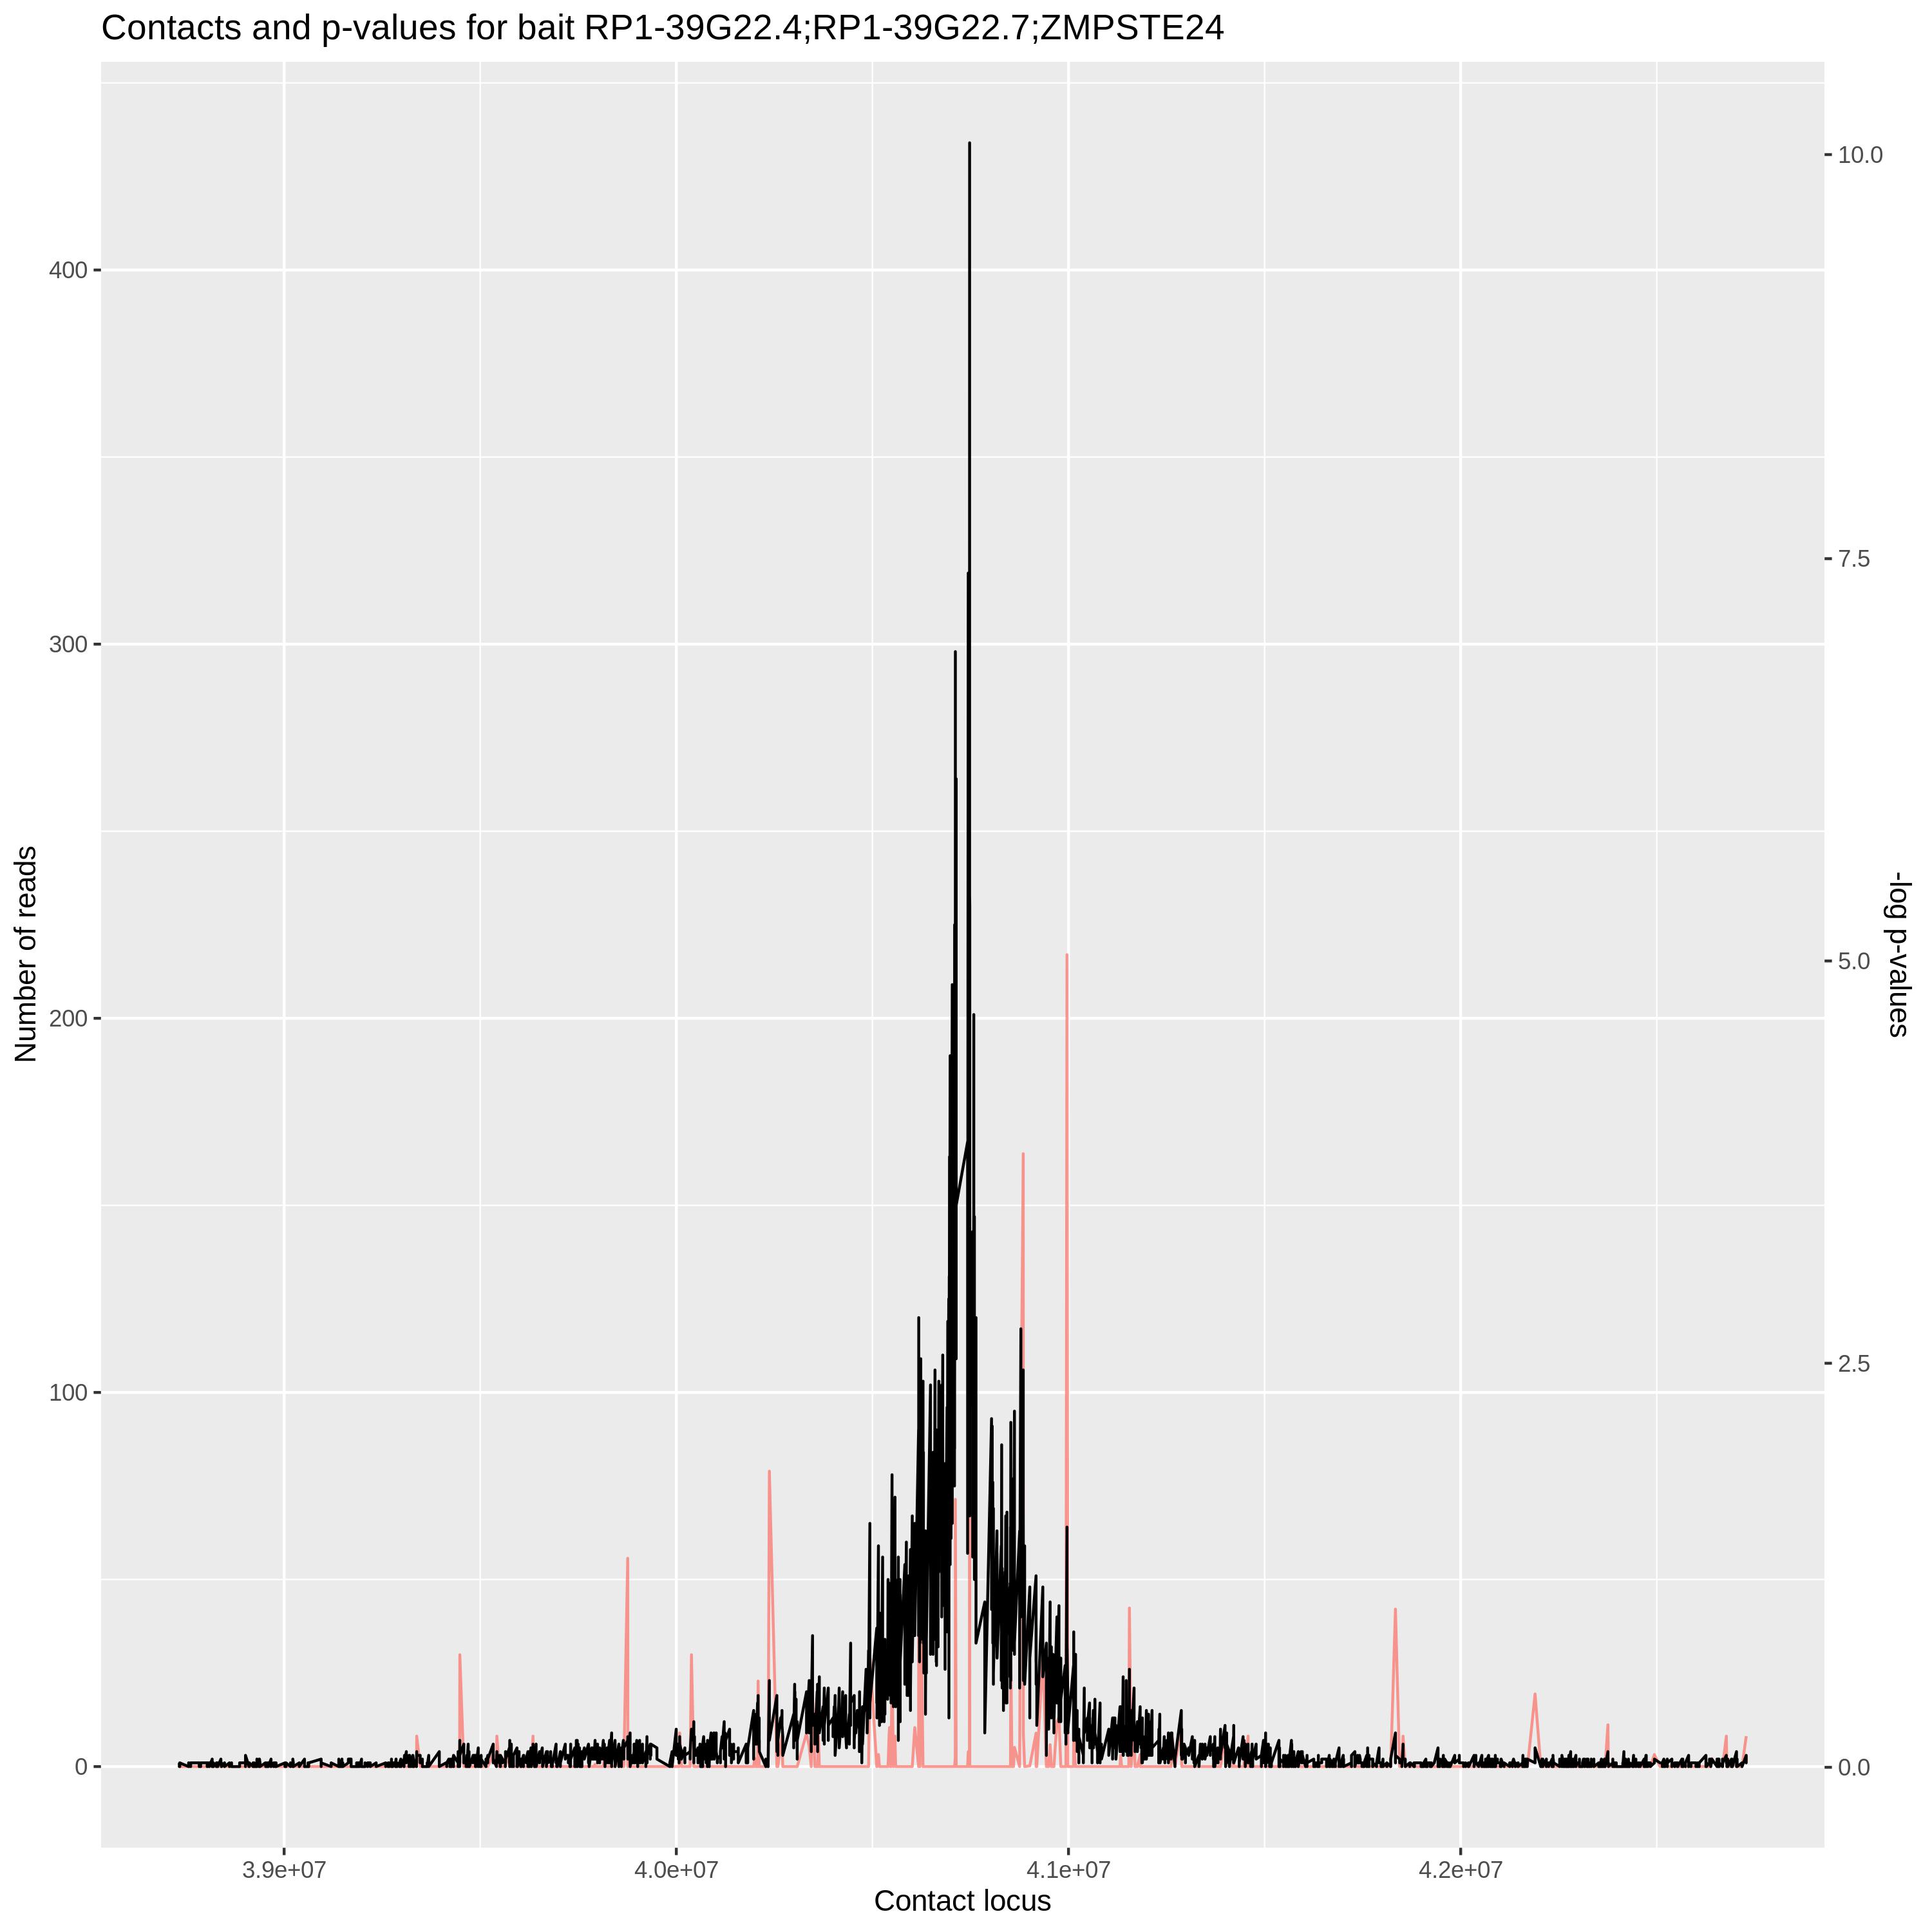 Contacts and p-values for bait RP1-39G22.4;RP1-39G22.7;ZMPSTE24
Number of reads
400
300
200
100
0
10.0
7.5
5.0
2.5
0.0
-log p-values
3.9e+07 4.0e+07 4.1e+07 4.2e+07
Contact locus